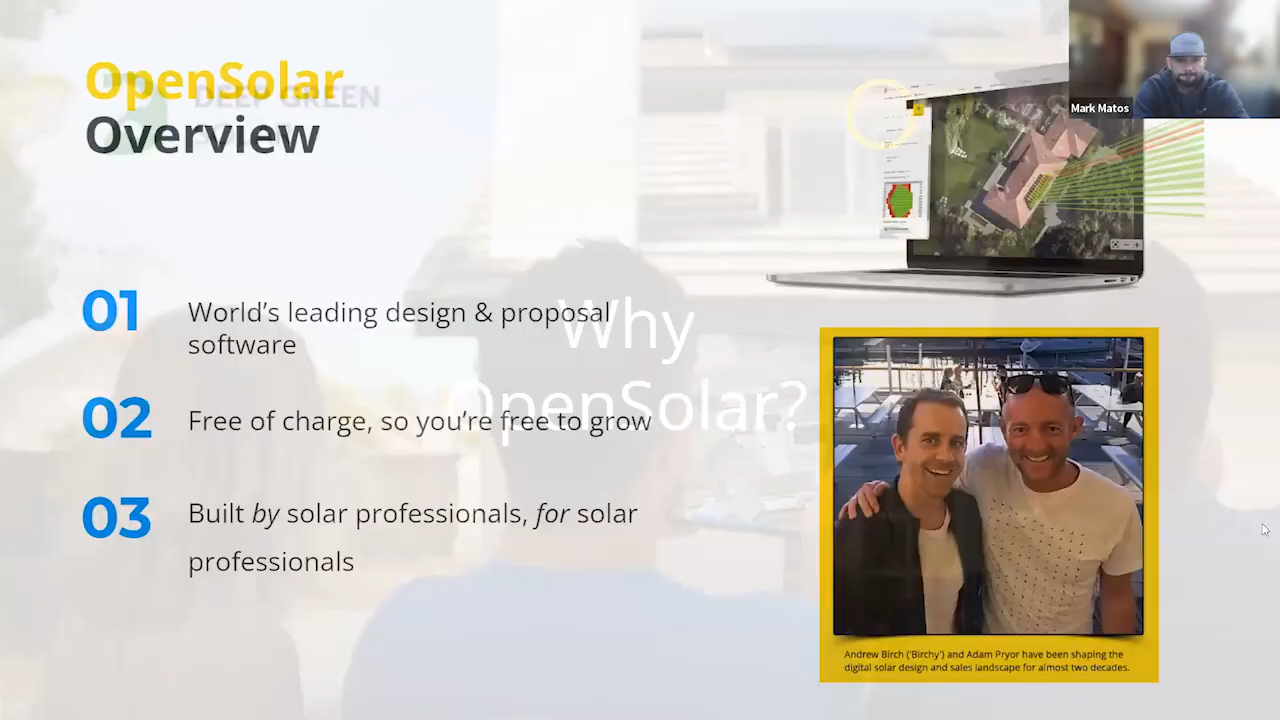 OpenSolar
DEEP GREEN
Overview
Mark Matos
01
World's leading design & proposal
software
Why
OpenSolar?
02
Free of charge, so you're free to grow
03
Built by solar professionals, for solar
professionals
Andrew Birch ('Birchy') and Adam Pryor have been shaping the
digital solar design and sales landscape for almost two decades.